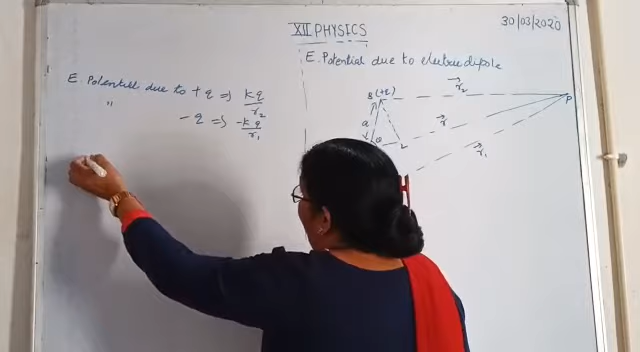 XII PHYSICS
30/03/2020
E. Potential due to electric dipole
E. Potential due to +q ⇒ kq/r₂
" -q ⇒ -kq/r₁
B (+q)
r₂
P
a
r
O
L
r₁